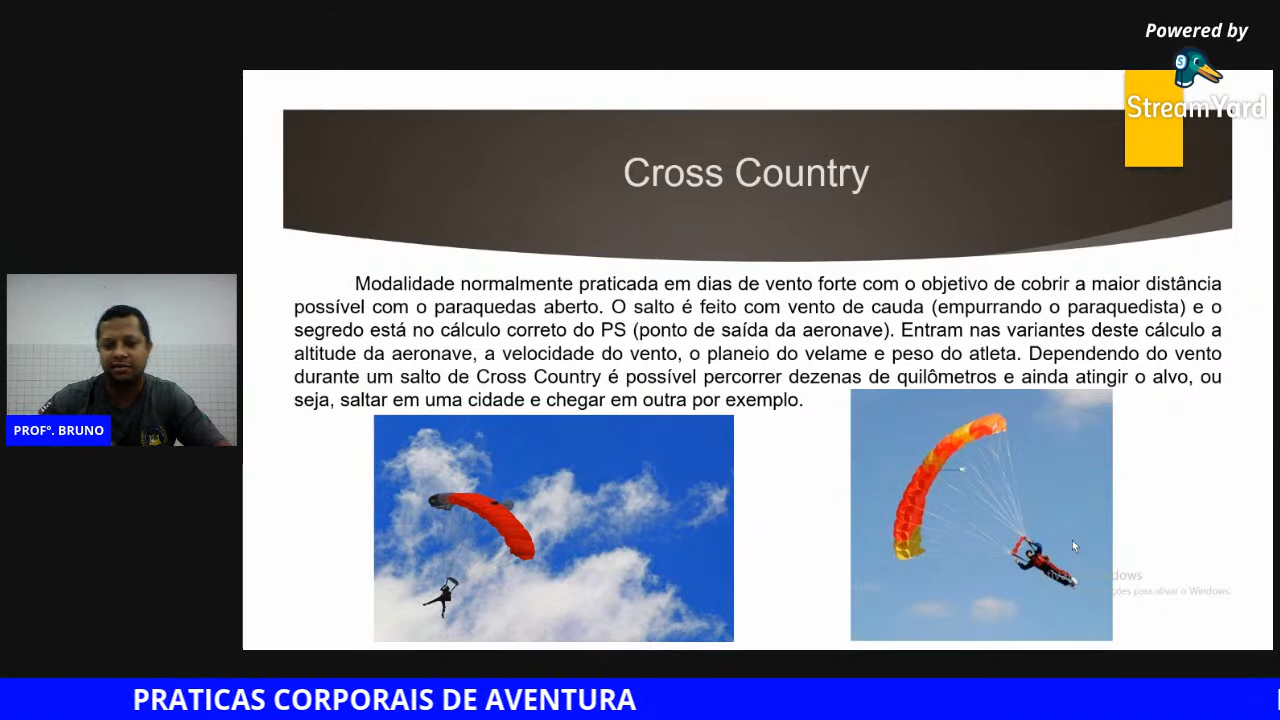 Powered by
StreamYard
Cross Country
Modalidade normalmente praticada em dias de vento forte com o objetivo de cobrir a maior distância
possível com o paraquedas aberto. O salto é feito com vento de cauda (empurrando o paraquedista) e o
segredo está no cálculo correto do PS (ponto de saída da aeronave). Entram nas variantes deste cálculo a
altitude da aeronave, a velocidade do vento, o planeio do velame e peso do atleta. Dependendo do vento
durante um salto de Cross Country é possível percorrer dezenas de quilômetros e ainda atingir o alvo, ou
seja, saltar em uma cidade e chegar em outra por exemplo.
PROFº. BRUNO
para ativar o Windows.
PRATICAS CORPORAIS DE AVENTURA